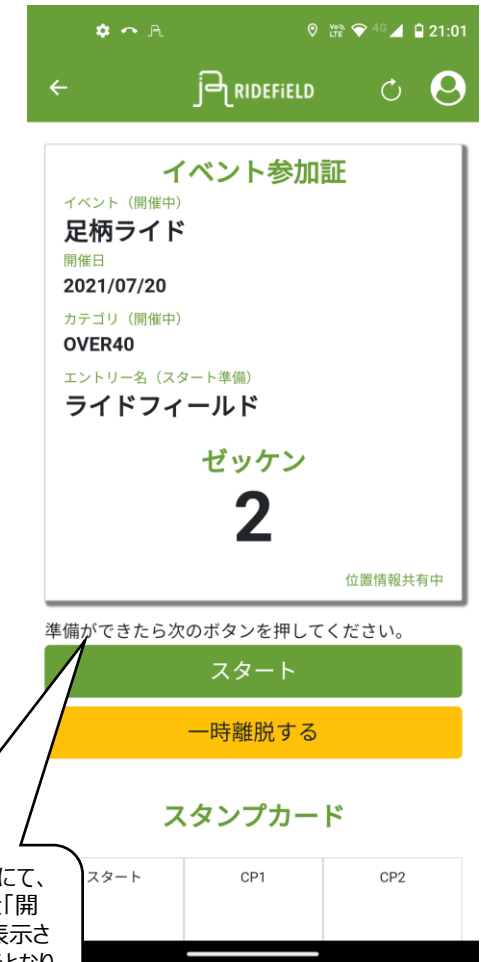 Vo)) LTE 4G 21:01
RIDEFiELD
イベント参加証
イベント（開催中）
足柄ライド
開催日
2021/07/20
カテゴリ（開催中）
OVER40
エントリー名（スタート準備）
ライドフィールド
ゼッケン
2
位置情報共有中
準備ができたら次のボタンを押してください。
スタート
一時離脱する
スタンプカード
スタート CP1 CP2
にて、
「開
表示さ
となり